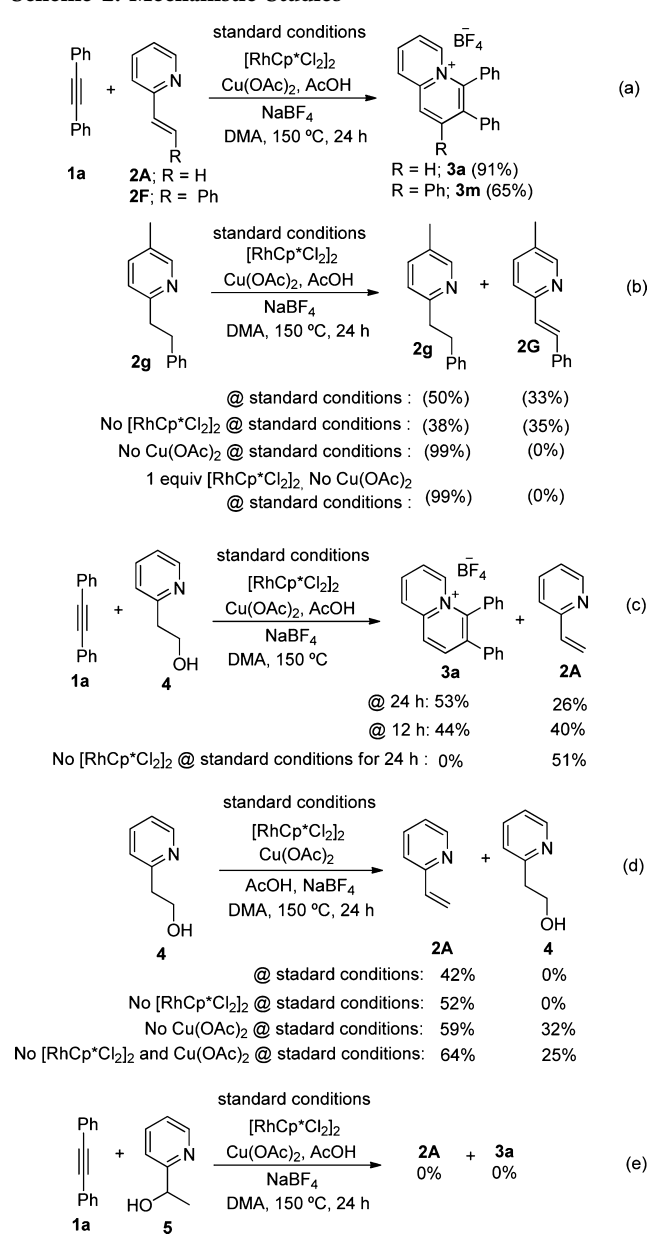 standard conditions
[RhCp*Cl2]2
Cu(OAc)2, AcOH
NaBF4
DMA, 150 ºC, 24 h
Ph
Ph
1a
+
N
R
2A; R = H
2F; R = Ph
N+
BF4−
Ph
Ph
R
R = H; 3a (91%)
R = Ph; 3m (65%)
(a)
standard conditions
[RhCp*Cl2]2
Cu(OAc)2, AcOH
NaBF4
DMA, 150 ºC, 24 h
N
Ph
2g
N
Ph
2g
+
N
Ph
2G
(b)
@ standard conditions : (50%) (33%)
No [RhCp*Cl2]2 @ standard conditions : (38%) (35%)
No Cu(OAc)2 @ standard conditions : (99%) (0%)
1 equiv [RhCp*Cl2]2, No Cu(OAc)2
@ standard conditions : (99%) (0%)
standard conditions
[RhCp*Cl2]2
Cu(OAc)2, AcOH
NaBF4
DMA, 150 ºC
Ph
Ph
1a
+
N
OH
4
N+
BF4−
Ph
Ph
3a
+
N
2A
(c)
@ 24 h: 53% 26%
@ 12 h: 44% 40%
No [RhCp*Cl2]2 @ standard conditions for 24 h : 0% 51%
standard conditions
[RhCp*Cl2]2
Cu(OAc)2
AcOH, NaBF4
DMA, 150 ºC, 24 h
N
OH
4
N
2A
+
N
OH
4
(d)
@ stadard conditions: 42% 0%
No [RhCp*Cl2]2 @ stadard conditions: 52% 0%
No Cu(OAc)2 @ stadard conditions: 59% 32%
No [RhCp*Cl2]2 and Cu(OAc)2 @ stadard conditions: 64% 25%
standard conditions
[RhCp*Cl2]2
Cu(OAc)2, AcOH
NaBF4
DMA, 150 ºC, 24 h
Ph
Ph
1a
+
N
HO
5
2A + 3a
0% 0%
(e)